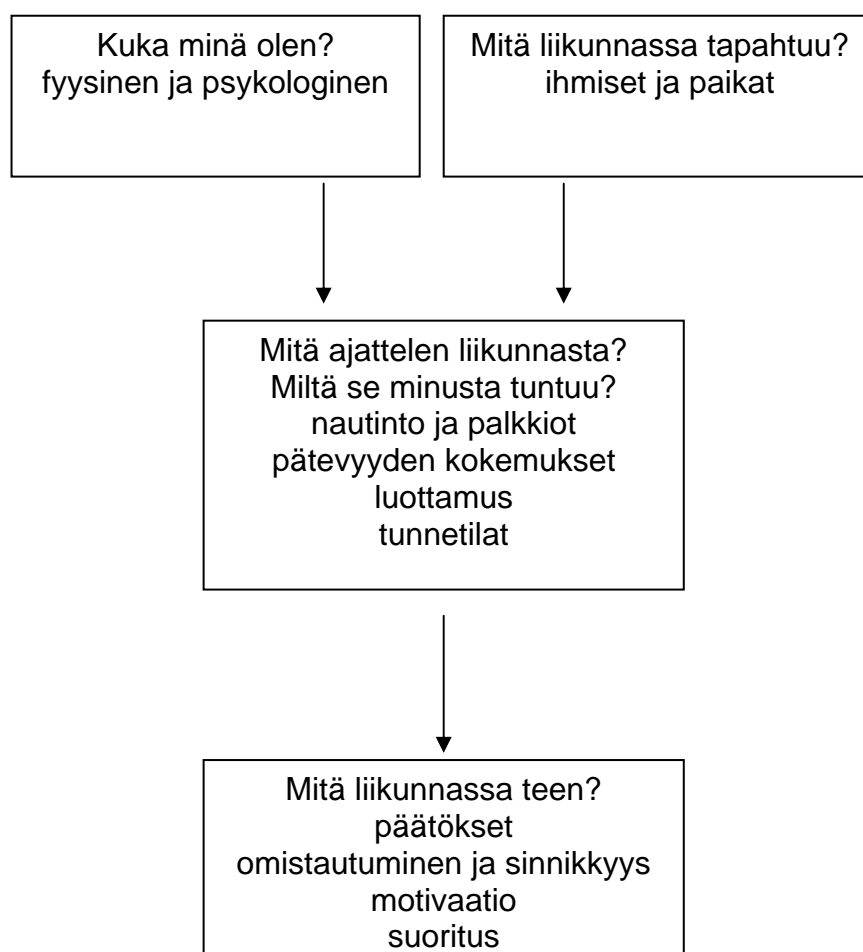 Kuka minä olen?
fyysinen ja psykologinen
Mitä liikunnassa tapahtuu?
ihmiset ja paikat
Mitä ajattelen liikunnasta?
Miltä se minusta tuntuu?
nautinto ja palkkiot
pätevyyden kokemukset
luottamus
tunnetilat
Mitä liikunnassa teen?
päätökset
omistautuminen ja sinnikkyys
motivaatio
suoritus